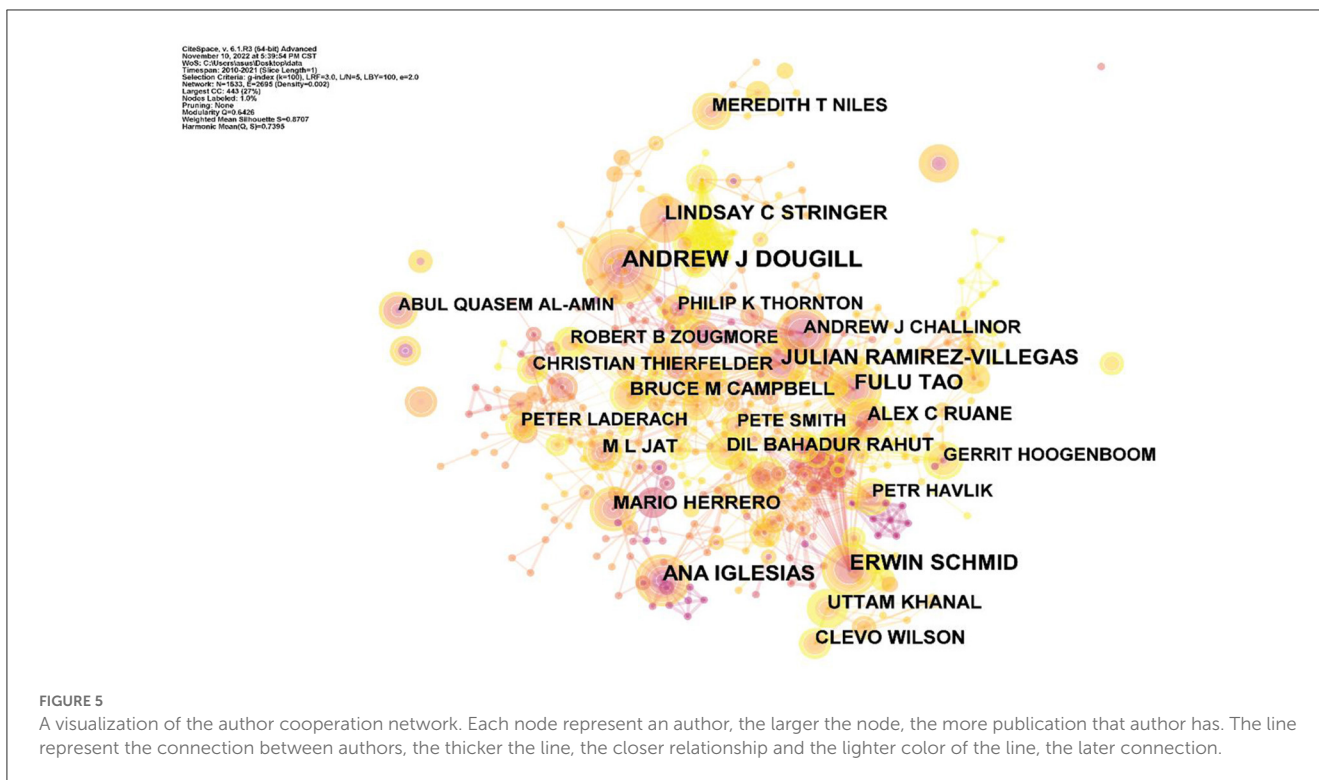 CiteSpace, v. 6.1.R3 (64-bit) Advanced
November 10, 2022 at 5:39:54 PM CST
WoS: C:\Users\asus\Desktop\data
Timespan: 2010-2021 (Slice Length=1)
Selection Criteria: g-index (k=100), LRF=3.0, L/N=5, LBY=100, e=2.0
Network: N=1633, E=2695 (Density=0.002)
Largest CC: 443 (27%)
Nodes Labeled: 1.0%
Pruning: None
Modularity Q=0.6426
Weighted Mean Silhouette S=0.8707
Harmonic Mean(Q, S)=0.7395
MEREDITH T NILES
LINDSAY C STRINGER
ANDREW J DOUGILL
ABUL QUASEM AL-AMIN
PHILIP K THORNTON
ANDREW J CHALLINOR
ROBERT B ZOUGMORE
JULIAN RAMIREZ-VILLEGAS
CHRISTIAN THIERFELDER
BRUCE M CAMPBELL
FULU TAO
PETER LADERACH
PETE SMITH
ALEX C RUANE
M L JAT
DIL BAHADUR RAHUT
GERRIT HOOGENBOOM
PETR HAVLIK
MARIO HERRERO
ERWIN SCHMID
ANA IGLESIAS
UTTAM KHANAL
CLEVO WILSON
FIGURE 5
A visualization of the author cooperation network. Each node represent an author, the larger the node, the more publication that author has. The line
represent the connection between authors, the thicker the line, the closer relationship and the lighter color of the line, the later connection.